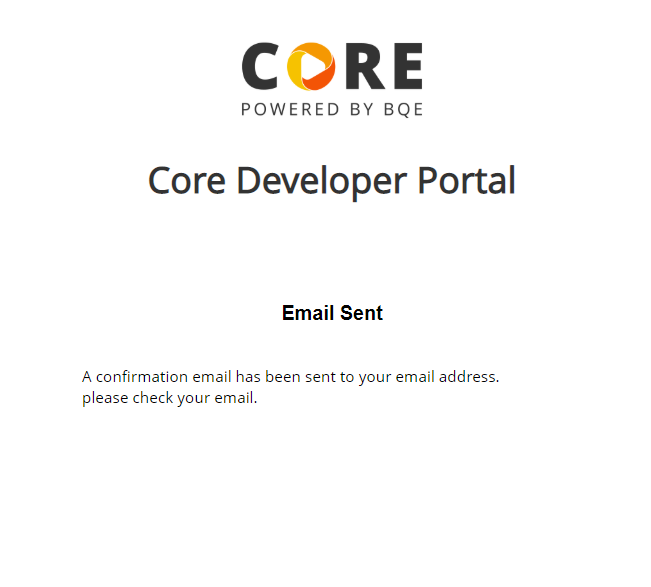 CORE
POWERED BY BQE
Core Developer Portal
Email Sent
A confirmation email has been sent to your email address.
please check your email.